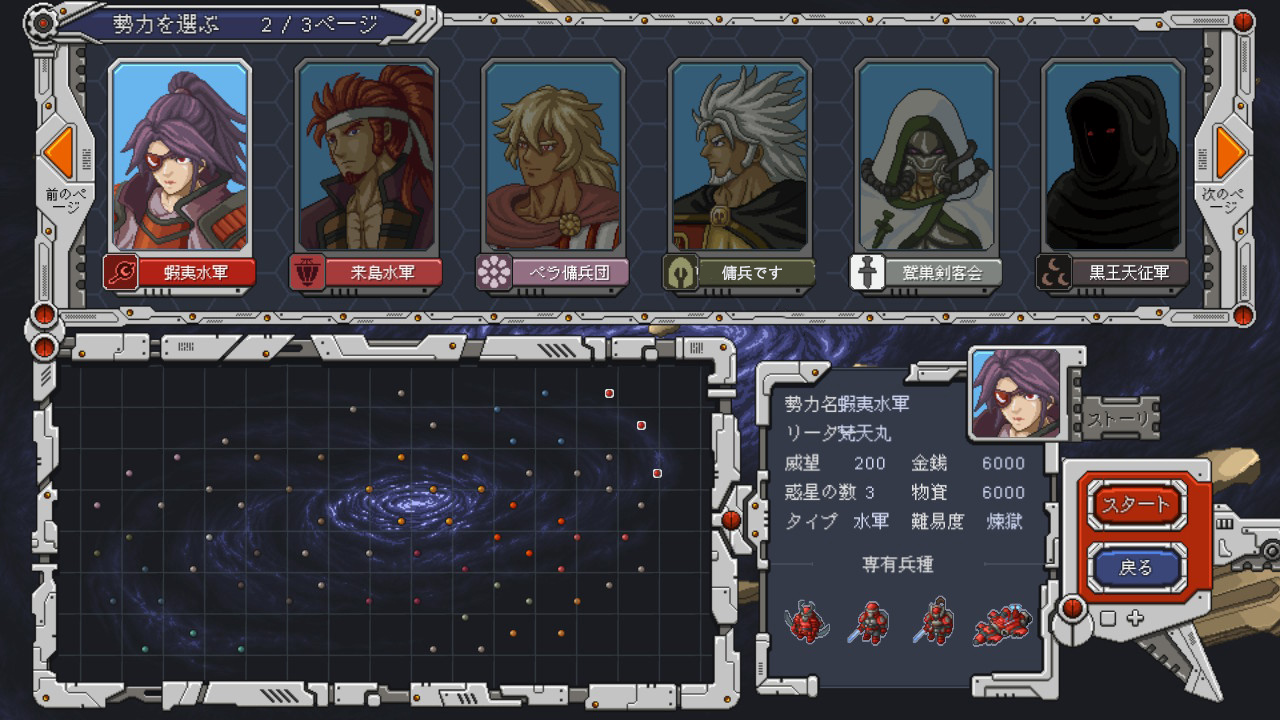 勢力を選ぶ 2 / 3ページ
前のページ
次のページ
蝦夷水軍
来島水軍
ペラ傭兵団
傭兵です
鷲巣剣客会
黒王天征軍
勢力名蝦夷水軍
リーダ梵天丸
威望 200 金銭 6000
惑星の数 3 物資 6000
タイプ 水軍 難易度 煉獄
専有兵種
ストーリ
スタート
戻る